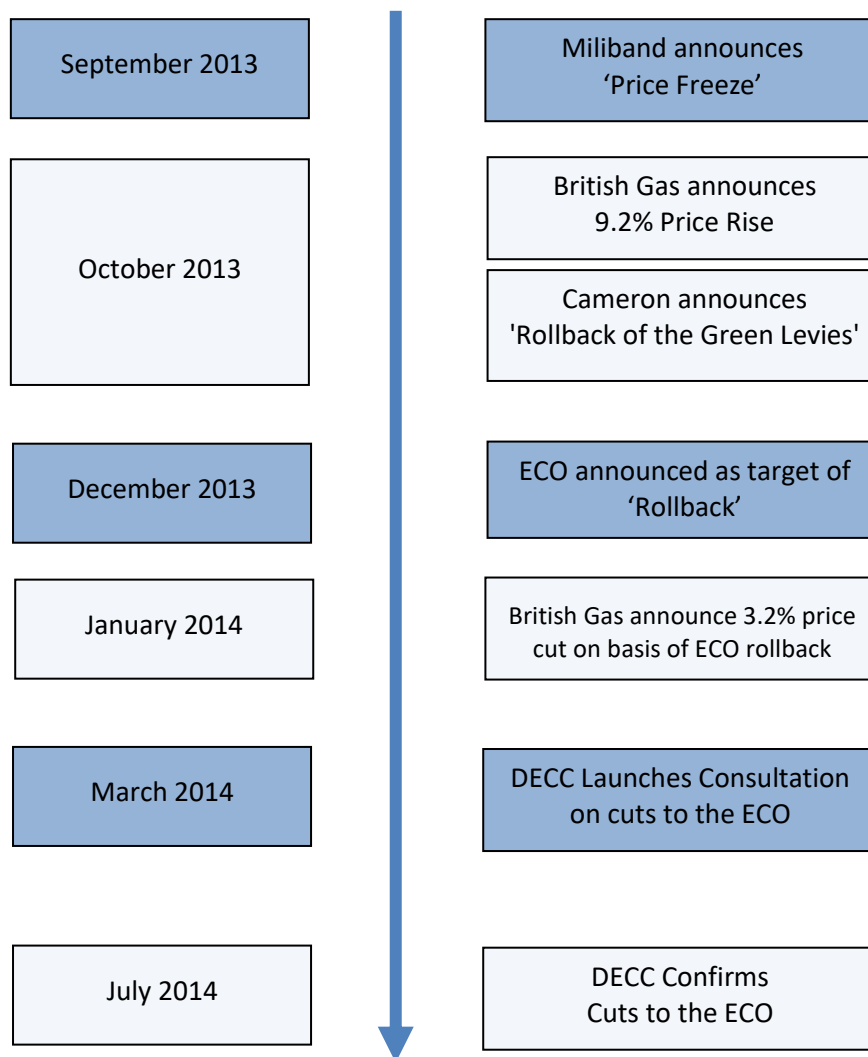 September 2013
Miliband announces
‘Price Freeze’
October 2013
British Gas announces
9.2% Price Rise
Cameron announces
'Rollback of the Green Levies'
December 2013
ECO announced as target of
‘Rollback’
January 2014
British Gas announce 3.2% price
cut on basis of ECO rollback
March 2014
DECC Launches Consultation
on cuts to the ECO
July 2014
DECC Confirms
Cuts to the ECO